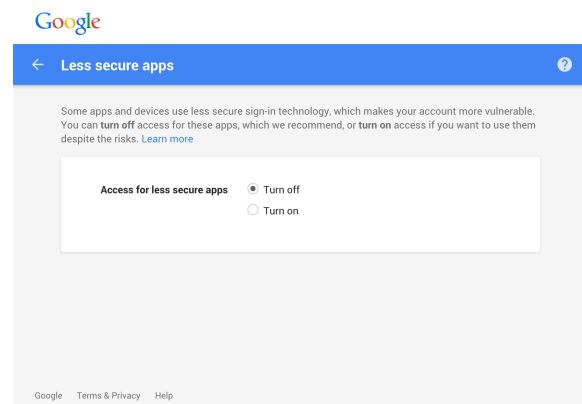 Google
Less secure apps
Some apps and devices use less secure sign-in technology, which makes your account more vulnerable.
You can turn off access for these apps, which we recommend, or turn on access if you want to use them
despite the risks. Learn more
Access for less secure apps Turn off
Turn on
Google Terms & Privacy Help